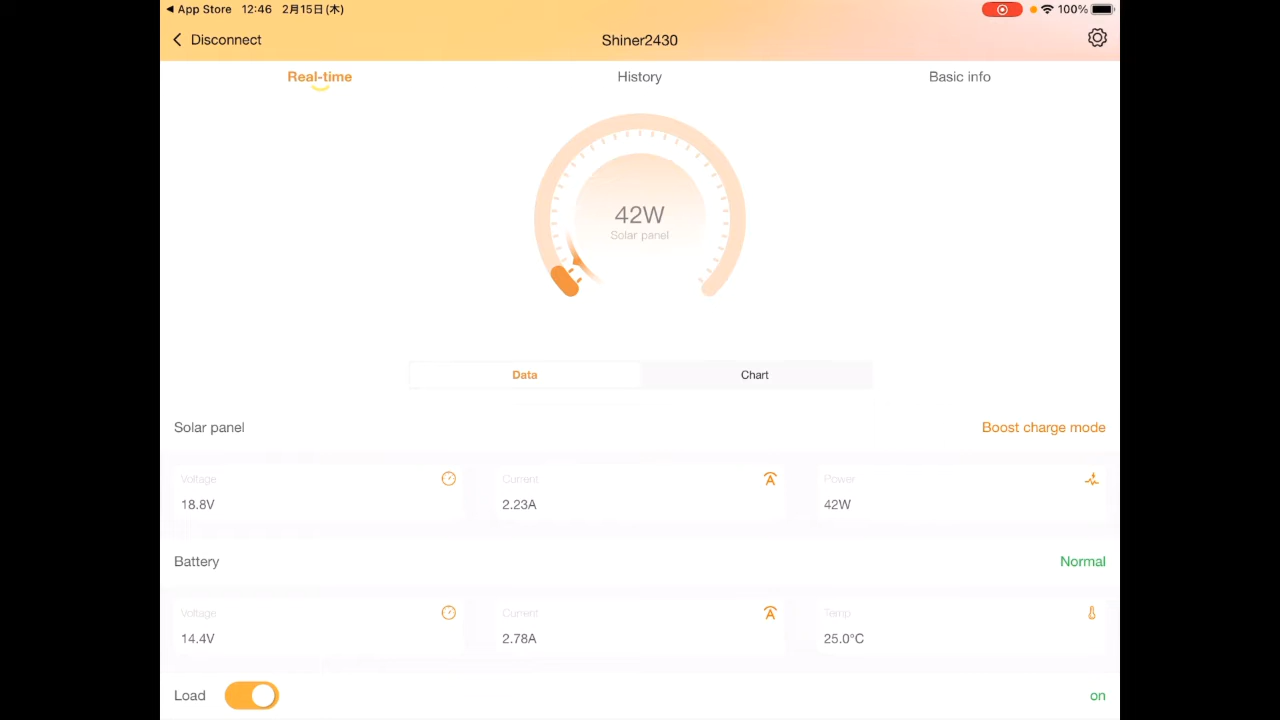 App Store 12:46 2月15日(木) 100%
Disconnect Shiner2430
Real-time History Basic info
42W
Solar panel
Data Chart
Solar panel Boost charge mode
Voltage Current Power
18.8V 2.23A 42W
Battery Normal
Voltage Current Temp
14.4V 2.78A 25.0°C
Load on